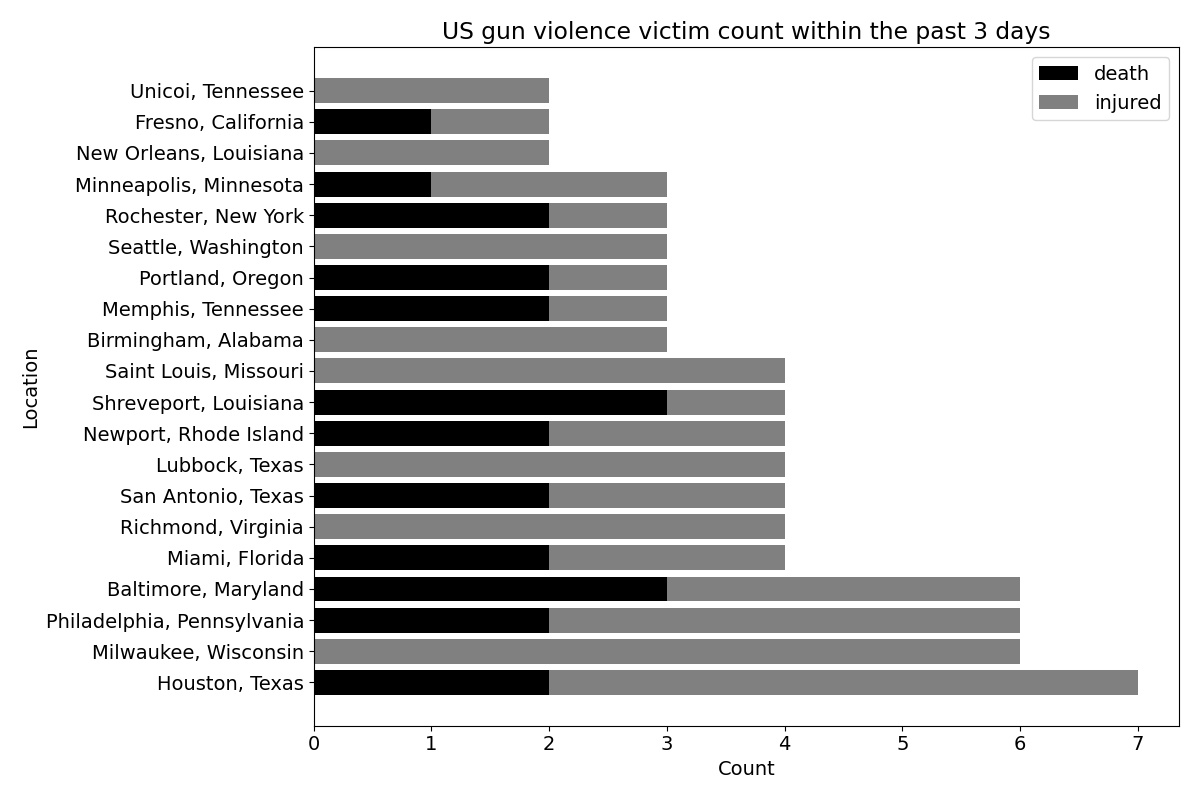 US gun violence victim count within the past 3 days
death
injured
Unicoi, Tennessee
Fresno, California
New Orleans, Louisiana
Minneapolis, Minnesota
Rochester, New York
Seattle, Washington
Portland, Oregon
Memphis, Tennessee
Birmingham, Alabama
Saint Louis, Missouri
Shreveport, Louisiana
Newport, Rhode Island
Lubbock, Texas
San Antonio, Texas
Richmond, Virginia
Miami, Florida
Baltimore, Maryland
Philadelphia, Pennsylvania
Milwaukee, Wisconsin
Houston, Texas
Location
0 1 2 3 4 5 6 7
Count